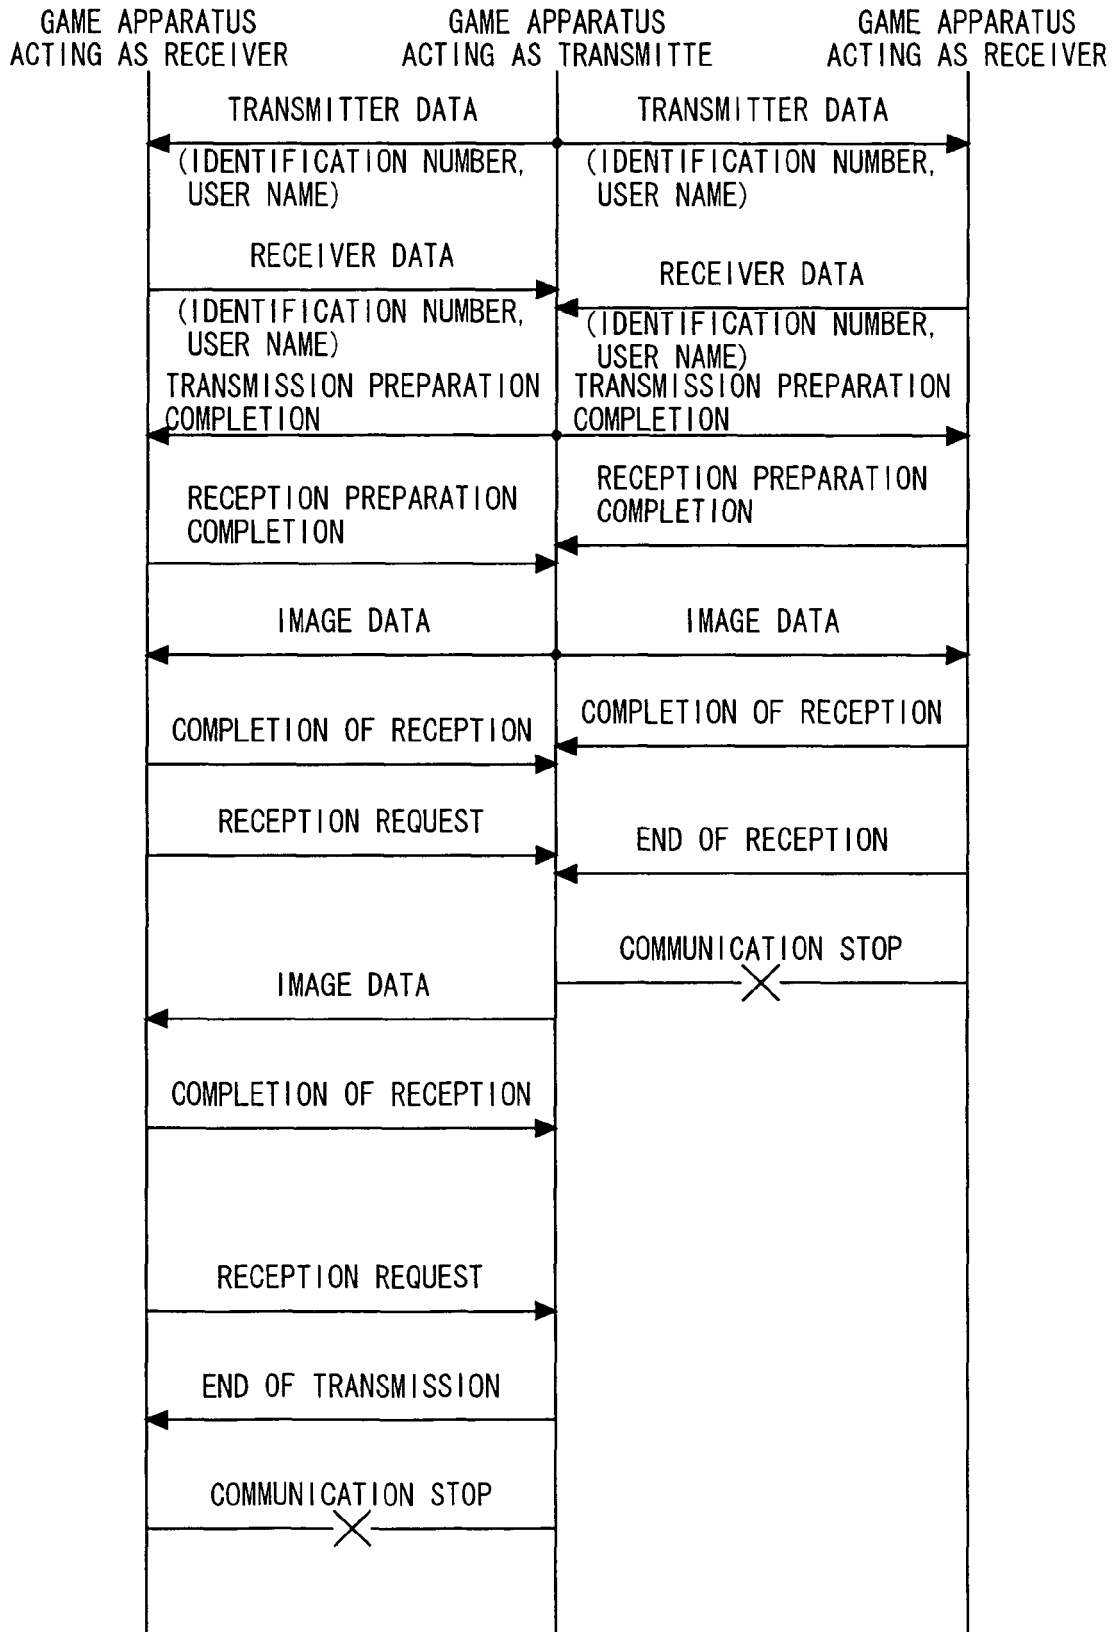 GAME APPARATUS
ACTING AS RECEIVER
GAME APPARATUS
ACTING AS TRANSMITTE
GAME APPARATUS
ACTING AS RECEIVER
TRANSMITTER DATA
TRANSMITTER DATA
(IDENTIFICATION NUMBER,
USER NAME)
(IDENTIFICATION NUMBER,
USER NAME)
RECEIVER DATA
RECEIVER DATA
(IDENTIFICATION NUMBER,
USER NAME)
(IDENTIFICATION NUMBER,
USER NAME)
TRANSMISSION PREPARATION
COMPLETION
TRANSMISSION PREPARATION
COMPLETION
RECEPTION PREPARATION
COMPLETION
RECEPTION PREPARATION
COMPLETION
IMAGE DATA
IMAGE DATA
COMPLETION OF RECEPTION
COMPLETION OF RECEPTION
RECEPTION REQUEST
END OF RECEPTION
COMMUNICATION STOP
IMAGE DATA
COMPLETION OF RECEPTION
RECEPTION REQUEST
END OF TRANSMISSION
COMMUNICATION STOP